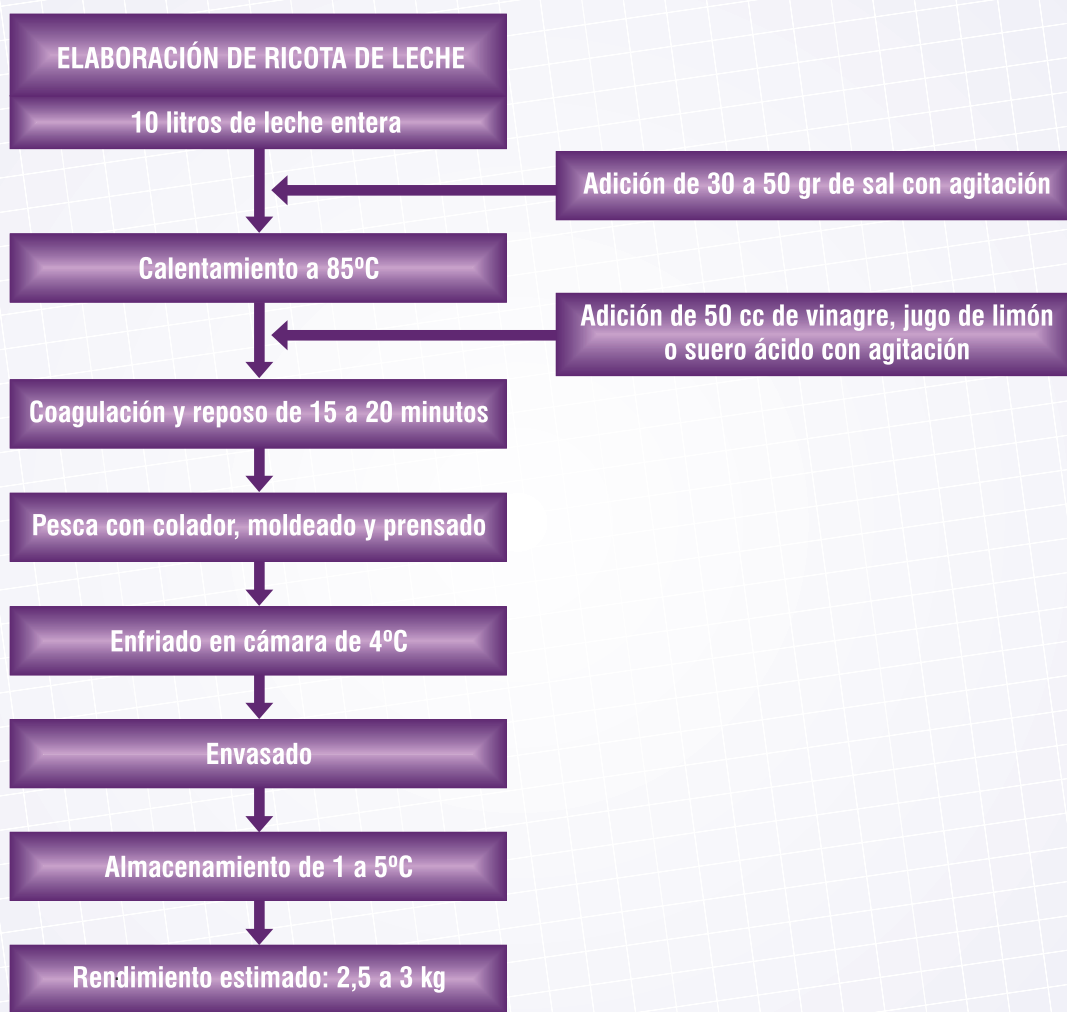 ELABORACIÓN DE RICOTA DE LECHE
10 litros de leche entera
Adición de 30 a 50 gr de sal con agitación
Calentamiento a 85ºC
Adición de 50 cc de vinagre, jugo de limón
o suero ácido con agitación
Coagulación y reposo de 15 a 20 minutos
Pesca con colador, moldeado y prensado
Enfriado en cámara de 4ºC
Envasado
Almacenamiento de 1 a 5ºC
Rendimiento estimado: 2,5 a 3 kg